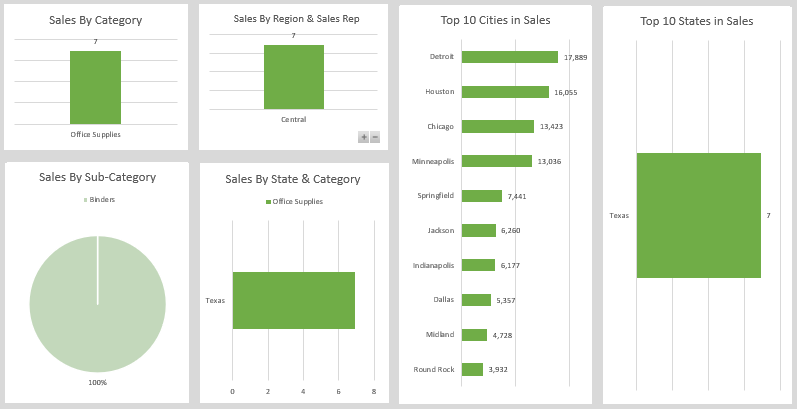 Sales By Category
7
Office Supplies
Sales By Region & Sales Rep
7
Central
+ −
Top 10 Cities in Sales
Detroit 17,889
Houston 16,055
Chicago 13,423
Minneapolis 13,036
Springfield 7,441
Jackson 6,260
Indianapolis 6,177
Dallas 5,357
Midland 4,728
Round Rock 3,932
Top 10 States in Sales
Texas 7
Sales By Sub-Category
Binders
100%
Sales By State & Category
Office Supplies
Texas
0 2 4 6 8